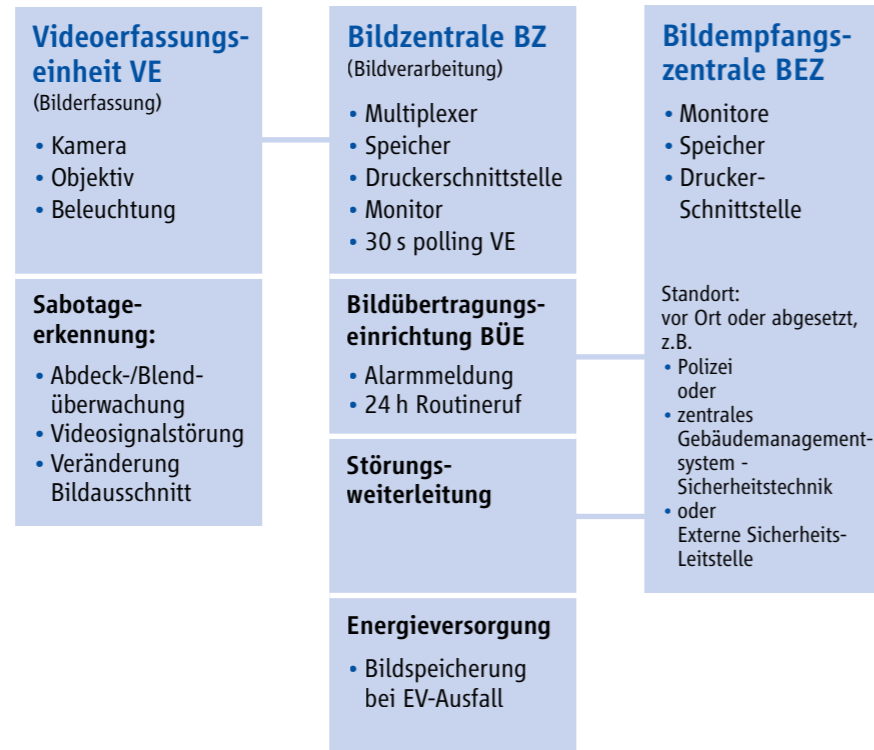 Videoerfassungs-
einheit VE
(Bilderfassung)
• Kamera
• Objektiv
• Beleuchtung
Sabotage-
erkennung:
• Abdeck-/Blend-
überwachung
• Videosignalstörung
• Veränderung
Bildausschnitt
Bildzentrale BZ
(Bildverarbeitung)
• Multiplexer
• Speicher
• Druckerschnittstelle
• Monitor
• 30 s polling VE
Bildübertragungs-
einrichtung BÜE
• Alarmmeldung
• 24 h Routineruf
Störungs-
weiterleitung
Energieversorgung
• Bildspeicherung
bei EV-Ausfall
Bildempfangs-
zentrale BEZ
• Monitore
• Speicher
• Drucker-
Schnittstelle
Standort:
vor Ort oder abgesetzt,
z.B.
• Polizei
oder
• zentrales
Gebäudemanagement-
system -
Sicherheitstechnik
• oder
Externe Sicherheits-
Leitstelle